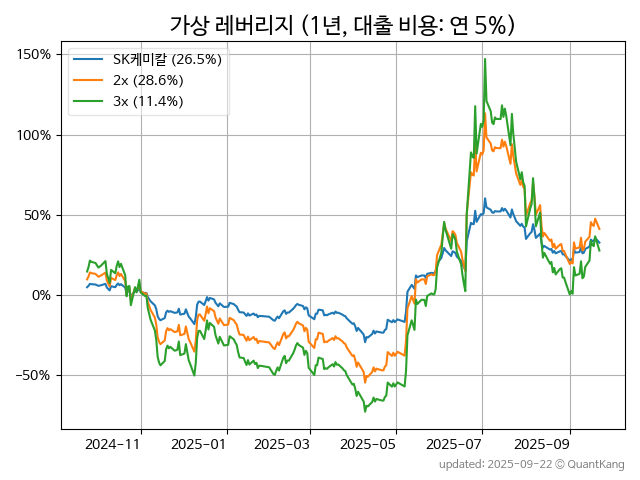 가상 레버리지 (1년, 대출 비용: 연 5%)
SK케미칼 (26.5%)
2x (28.6%)
3x (11.4%)
150%
100%
50%
0%
−50%
2024-11 2025-01 2025-03 2025-05 2025-07 2025-09
updated: 2025-09-22 © QuantKang